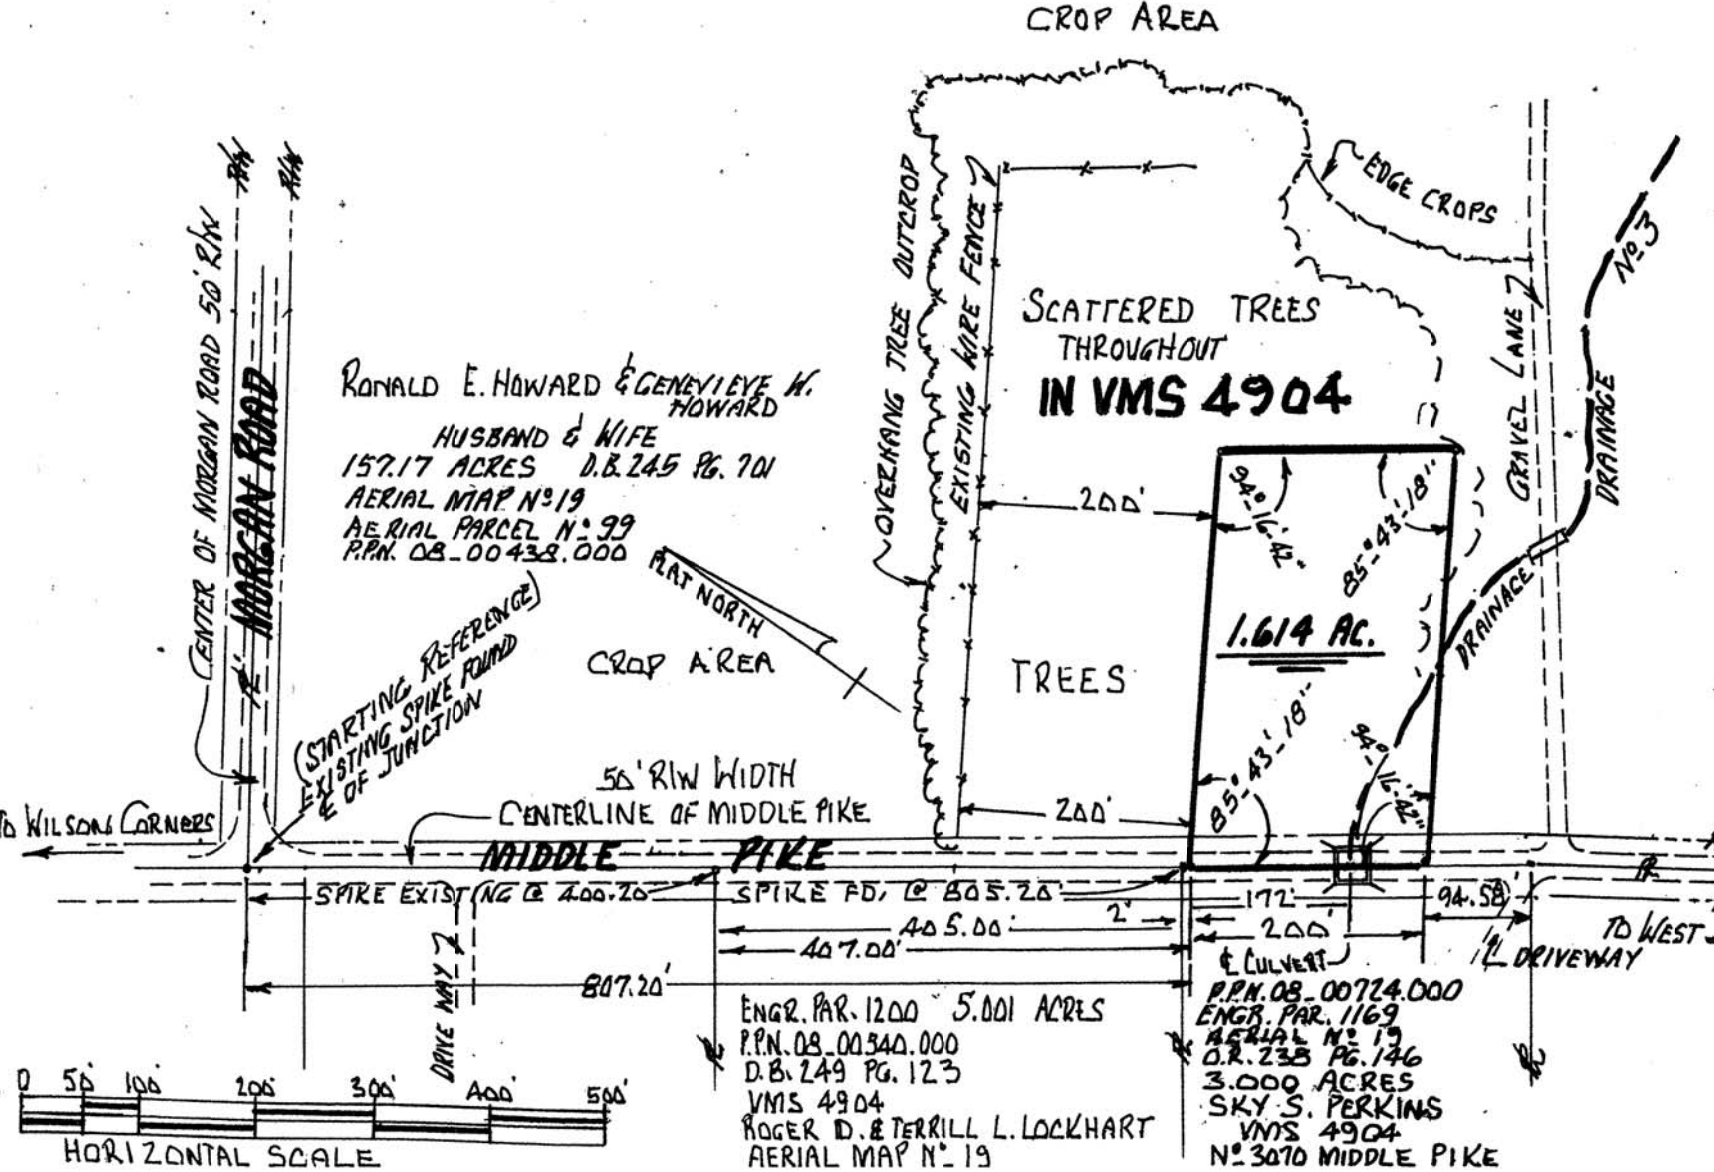 CROP AREA
R/W
R/W
CENTER OF MORGAN ROAD 50' R/W
MORGAN ROAD
RONALD E. HOWARD & GENEVIEVE W.
HOWARD
HUSBAND & WIFE
157.17 ACRES D.B. 245 PG. 701
AERIAL MAP Nº 19
AERIAL PARCEL Nº 99
P.P.N. 08-00438.000
PLAT NORTH
(STARTING REFERENCE)
EXISTING SPIKE FOUND
℄ OF JUNCTION
CROP AREA
OVERHANG TREE OUTCROP
EXISTING WIRE FENCE
EDGE CROPS
SCATTERED TREES
THROUGHOUT
IN VMS 4904
GRAVEL LANE
Nº 3
DRAINAGE
DRAINAGE
200'
94°-16'-42"
85°-43'-18"
1.614 AC.
TREES
85°-43'-18"
94°-16'-42"
200'
TO WILSONS CORNERS
50' R/W WIDTH
CENTERLINE OF MIDDLE PIKE
MIDDLE PIKE
SPIKE EXISTING @ 400.20'
SPIKE FD. @ 805.20'
172'
94.58'
2'
405.00'
200'
TO WEST
407.00'
℄ DRIVEWAY
807.20'
℄ CULVERT
DRIVE WAY
ENGR. PAR. 1200 5.001 ACRES
P.P.N. 08-00340.000
D.B. 249 PG. 123
VMS 4904
ROGER D. & TERRILL L. LOCKHART
AERIAL MAP Nº 19
P.P.N. 08-00724.000
ENGR. PAR. 1169
AERIAL Nº 19
O.R. 238 PG. 146
3.000 ACRES
SKY S. PERKINS
VMS 4904
Nº 3070 MIDDLE PIKE
0 50' 100' 200' 300' 400' 500'
HORIZONTAL SCALE